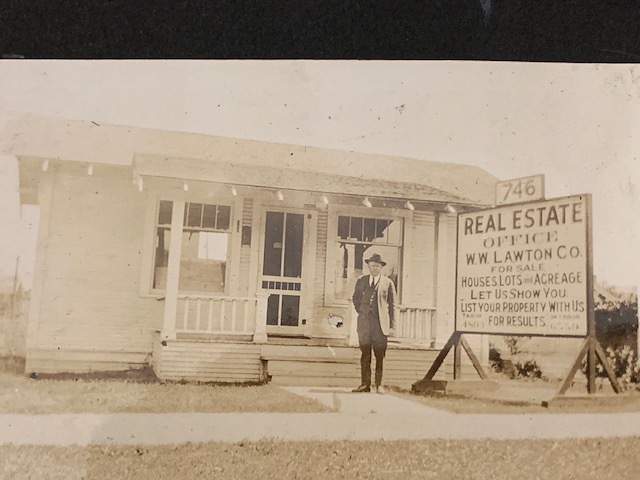 746
REAL ESTATE
OFFICE
W.W. LAWTON CO.
FOR SALE
HOUSES, LOTS AND ACREAGE
LET US SHOW YOU
LIST YOUR PROPERTY WITH US
FOR RESULTS